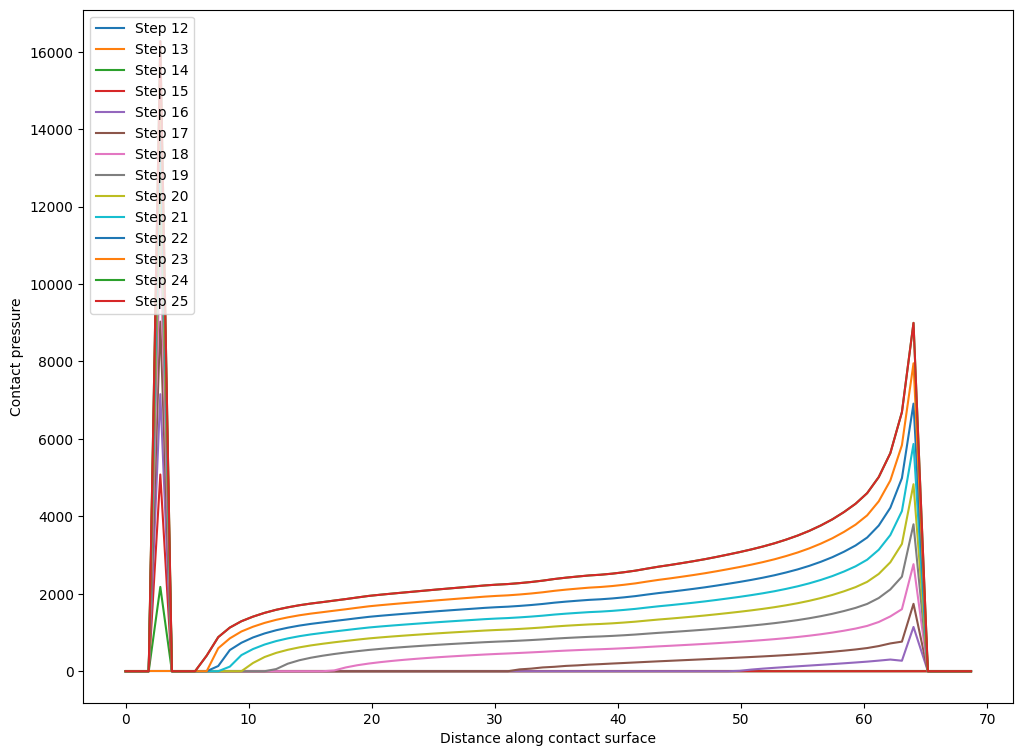 Step 12
Step 13
Step 14
Step 15
Step 16
Step 17
Step 18
Step 19
Step 20
Step 21
Step 22
Step 23
Step 24
Step 25
16000
14000
12000
10000
8000
6000
4000
2000
0
Contact pressure
0 10 20 30 40 50 60 70
Distance along contact surface